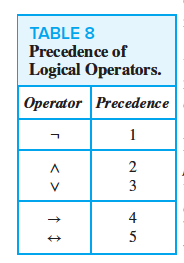 TABLE 8
Precedence of
Logical Operators.
Operator Precedence
¬ 1
∧ 2
∨ 3
→ 4
↔ 5